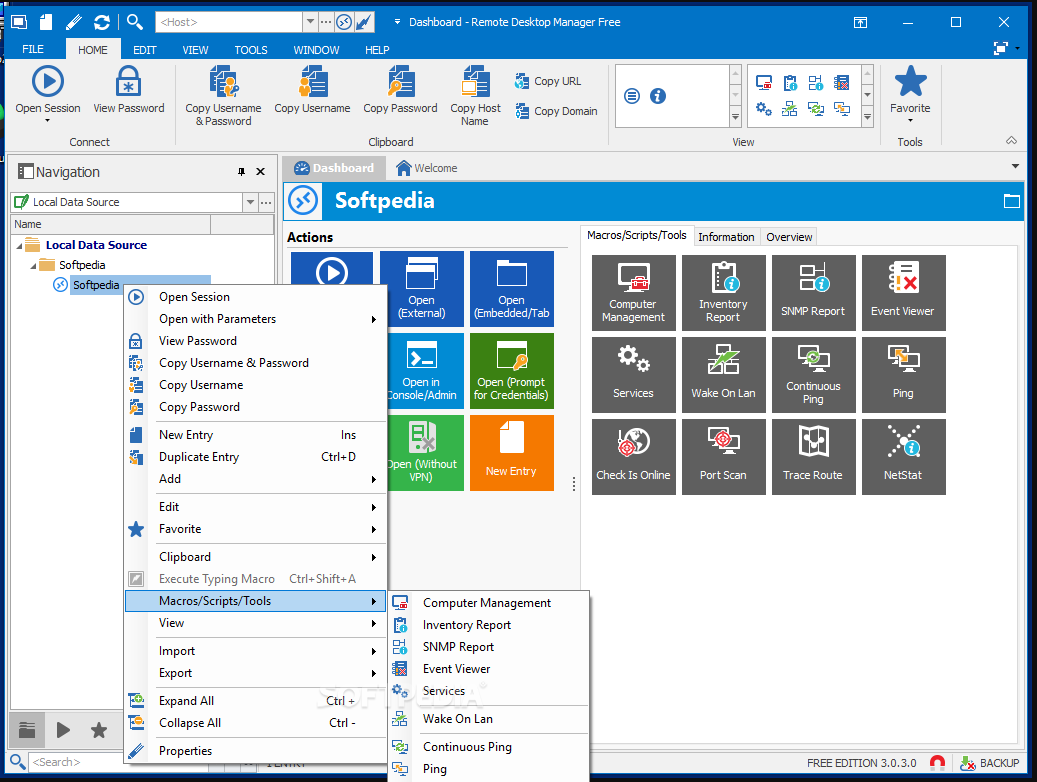 <Host>
Dashboard - Remote Desktop Manager Free
FILE
HOME
EDIT
VIEW
TOOLS
WINDOW
HELP
Open Session
View Password
Connect
Copy Username
& Password
Copy Username
Copy Password
Copy Host
Name
Copy URL
Copy Domain
Clipboard
View
Favorite
Tools
Navigation
Local Data Source
Name
Local Data Source
Softpedia
Softpedia
Dashboard
Welcome
Softpedia
Actions
Open
(External)
Open
(Embedded/Tab
Open in
Console/Admin
Open (Prompt
for Credentials)
Open (Without
VPN)
New Entry
Macros/Scripts/Tools
Information
Overview
Computer
Management
Inventory
Report
SNMP Report
Event Viewer
Services
Wake On Lan
Continuous
Ping
Ping
Check Is Online
Port Scan
Trace Route
NetStat
Open Session
Open with Parameters
View Password
Copy Username & Password
Copy Username
Copy Password
New Entry Ins
Duplicate Entry Ctrl+D
Add
Edit
Favorite
Clipboard
Execute Typing Macro Ctrl+Shift+A
Macros/Scripts/Tools
View
Import
Export
Expand All Ctrl +
Collapse All Ctrl -
Properties
Computer Management
Inventory Report
SNMP Report
Event Viewer
Services
Wake On Lan
Continuous Ping
Ping
SOFTPEDIA
<Search>
1 ENTRY
FREE EDITION 3.0.3.0
BACKUP